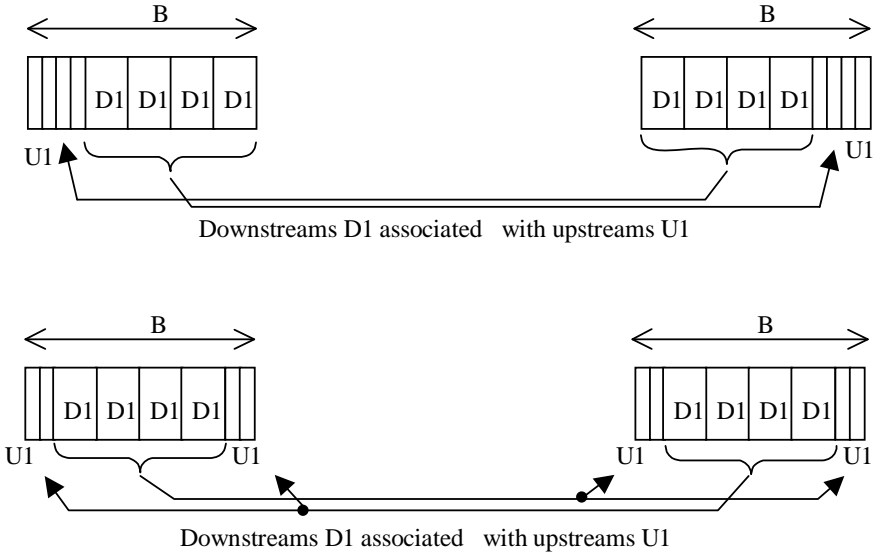 B B
D1 D1 D1 D1 D1 D1 D1 D1
U1 U1
Downstreams D1 associated with upstreams U1
B B
D1 D1 D1 D1 D1 D1 D1 D1
U1 U1 U1 U1
Downstreams D1 associated with upstreams U1